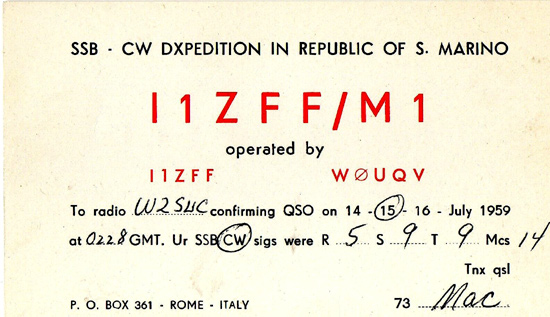 SSB - CW DXPEDITION IN REPUBLIC OF S. MARINO
I1ZFF/M1
operated by
I1ZFF WØUQV
To radio W2SUC confirming QSO on 14 - 15 - 16 - July 1959
at 0228 GMT. Ur SSB CW sigs were R 5 S 9 T 9 Mcs 14
Tnx qsl
P. O. BOX 361 - ROME - ITALY 73 Mac